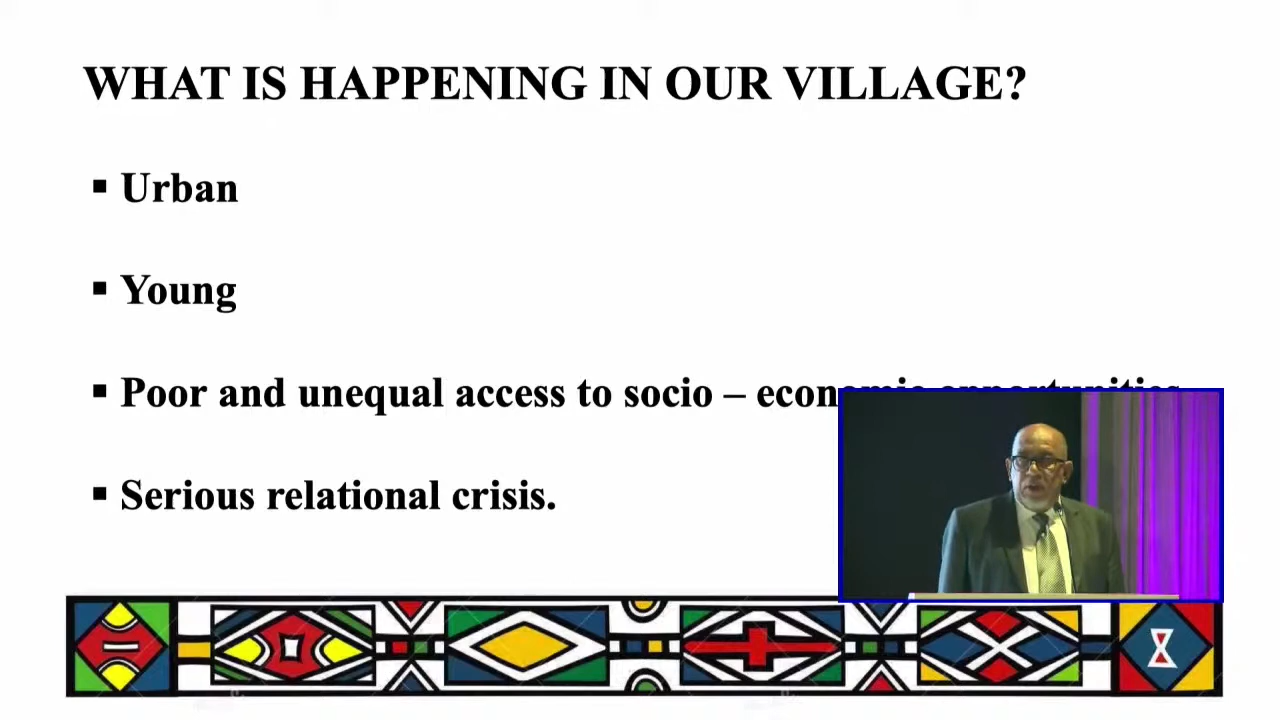 WHAT IS HAPPENING IN OUR VILLAGE?
▪ Urban
▪ Young
▪ Poor and unequal access to socio – economic opportunities
▪ Serious relational crisis.